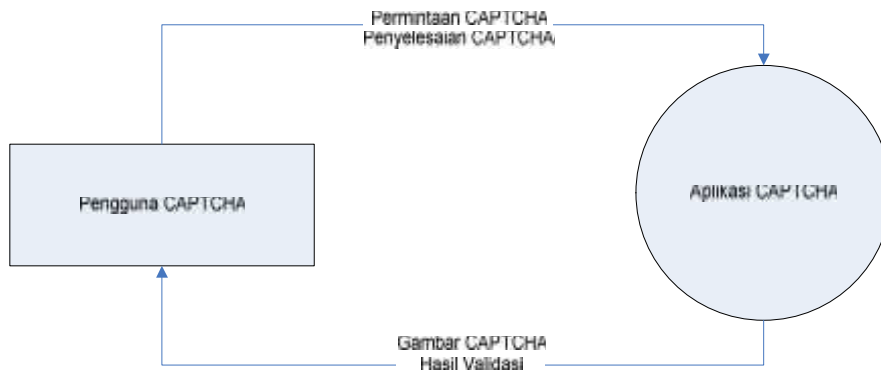 Permintaan CAPTCHA
Penyelesaian CAPTCHA
Pengguna CAPTCHA
Aplikasi CAPTCHA
Gambar CAPTCHA
Hasil Validasi